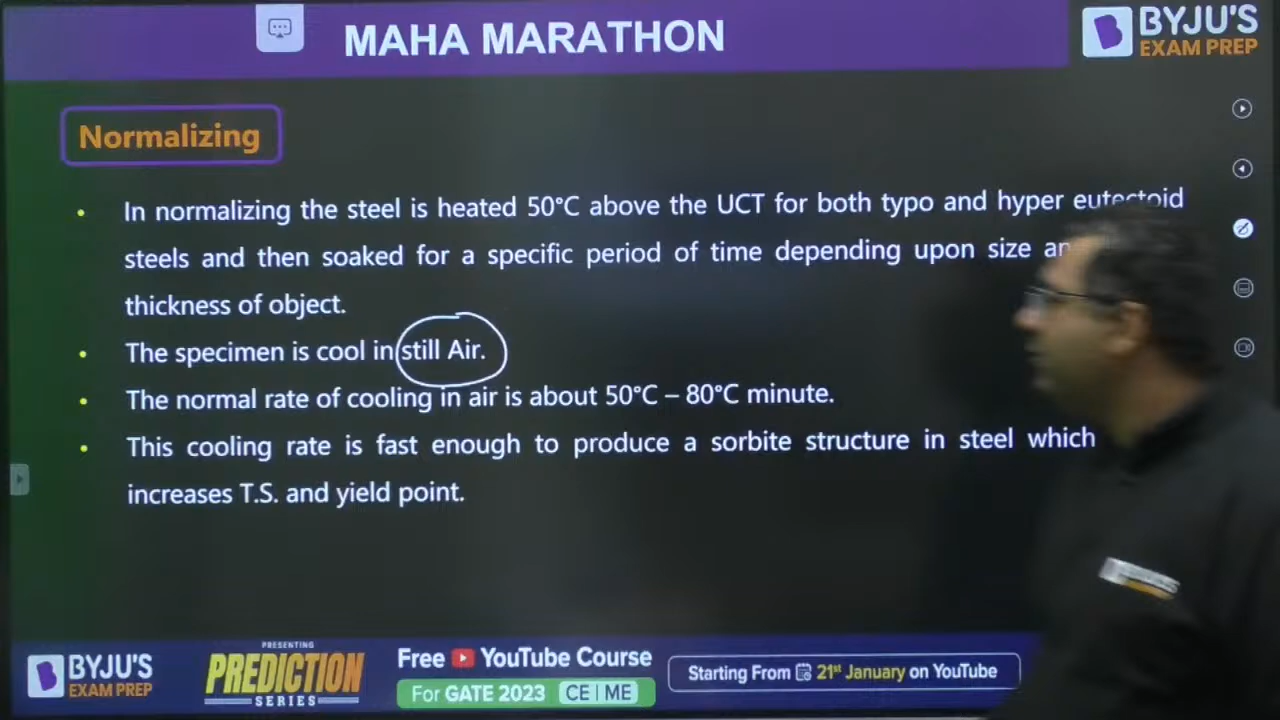 MAHA MARATHON
BYJU'S
EXAM PREP
Normalizing
• In normalizing the steel is heated 50°C above the UCT for both typo and hyper eutectoid
steels and then soaked for a specific period of time depending upon size
thickness of object.
• The specimen is cool in still Air.
• The normal rate of cooling in air is about 50°C – 80°C minute.
• This cooling rate is fast enough to produce a sorbite structure in steel which
increases T.S. and yield point.
BYJU'S
EXAM PREP
PRESENTING
PREDICTION
SERIES
Free YouTube Course
For GATE 2023 CE | ME
Starting From 21st January on YouTube